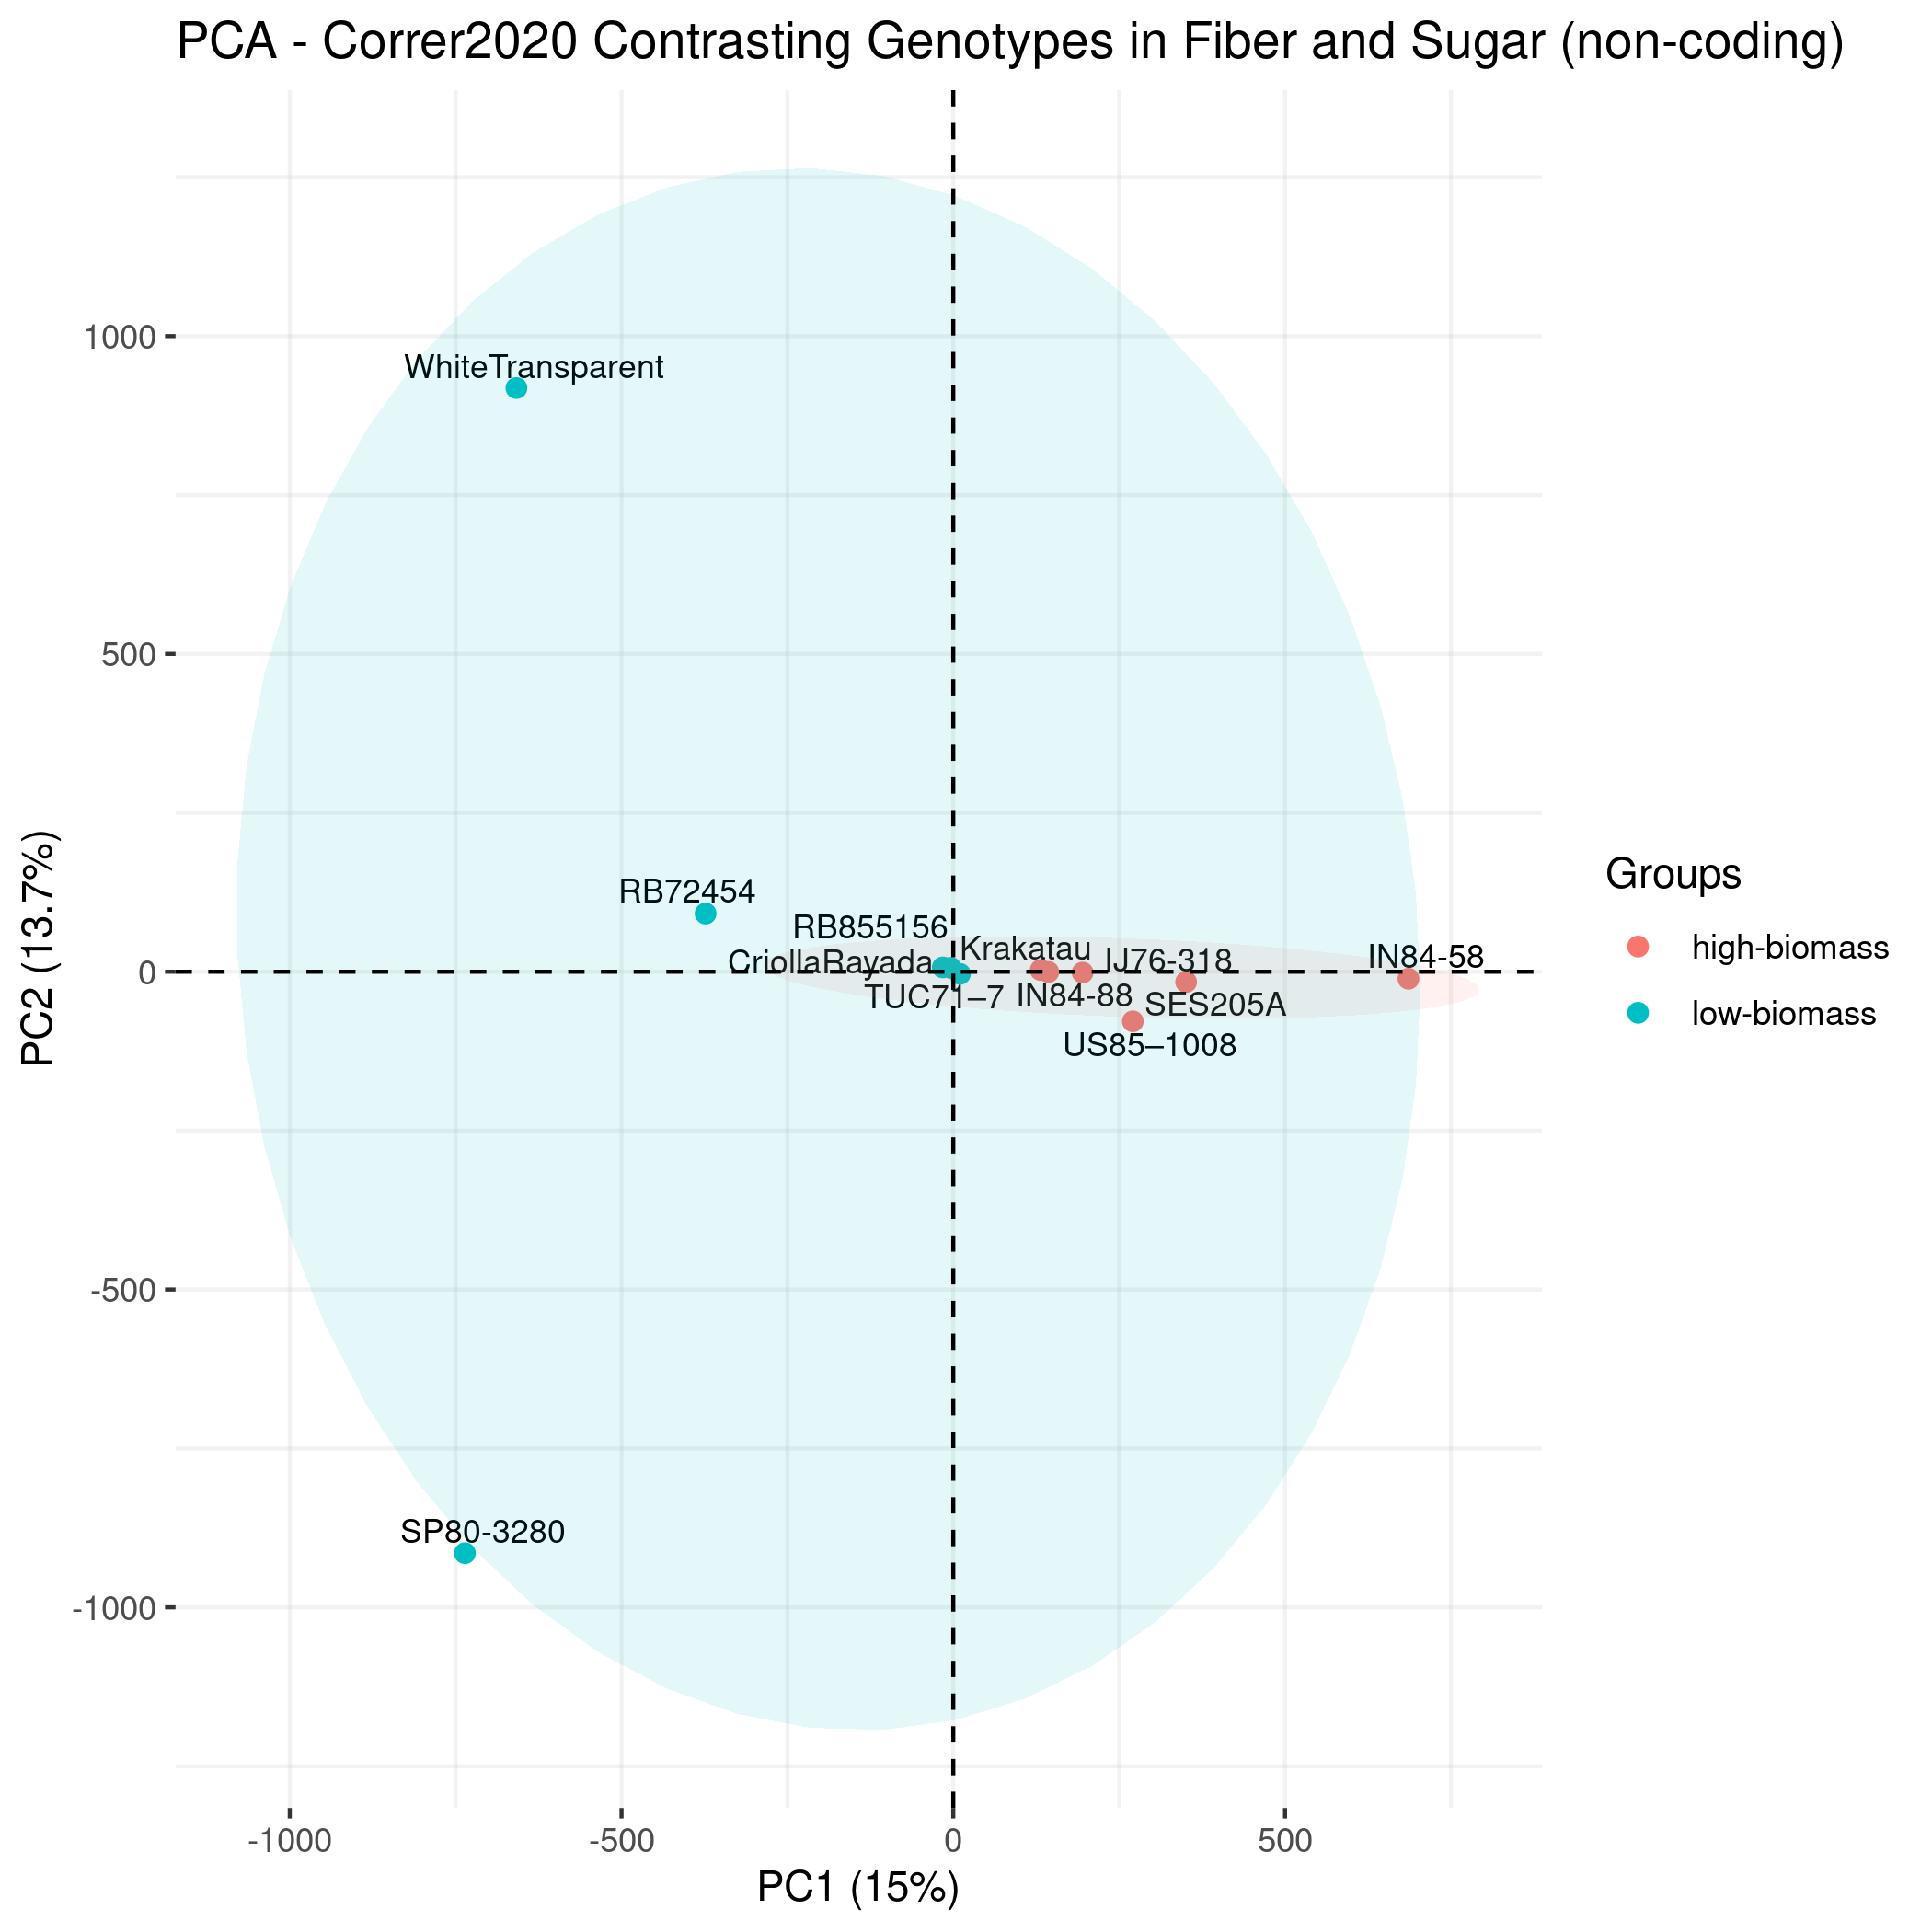 PCA - Correr2020 Contrasting Genotypes in Fiber and Sugar (non-coding)
1000
500
0
-500
-1000
PC2 (13.7%)
WhiteTransparent
RB72454
RB855156
CriollaRayada
Krakatau
IJ76-318
IN84-58
TUC71–7
IN84-88
SES205A
US85–1008
SP80-3280
-1000
-500
0
500
PC1 (15%)
Groups
high-biomass
low-biomass